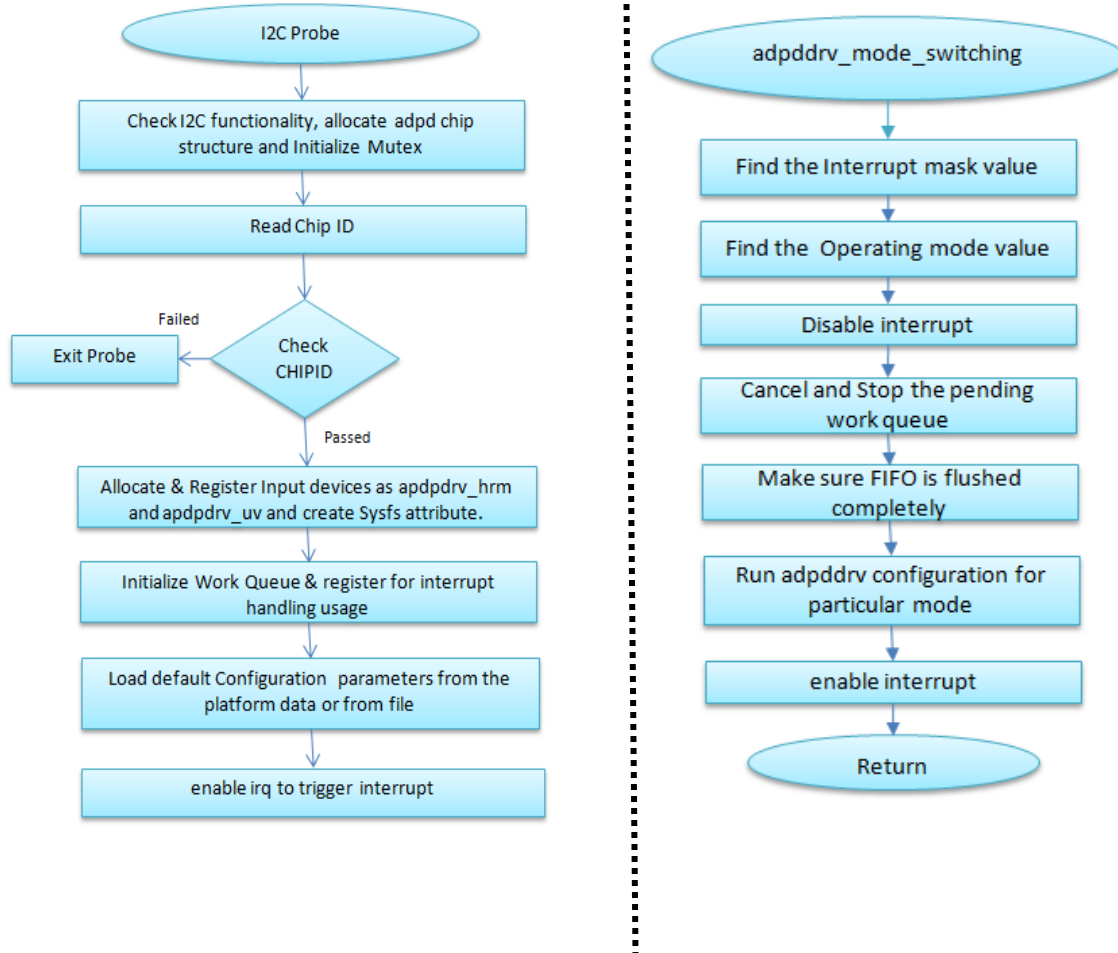 I2C Probe
Check I2C functionality, allocate adpd chip
structure and Initialize Mutex
Read Chip ID
Failed
Exit Probe
Check
CHIPID
Passed
Allocate & Register Input devices as apdpdrv_hrm
and apdpdrv_uv and create Sysfs attribute.
Initialize Work Queue & register for interrupt
handling usage
Load default Configuration parameters from the
platform data or from file
enable irq to trigger interrupt
adpddrv_mode_switching
Find the Interrupt mask value
Find the Operating mode value
Disable interrupt
Cancel and Stop the pending
work queue
Make sure FIFO is flushed
completely
Run adpddrv configuration for
particular mode
enable interrupt
Return